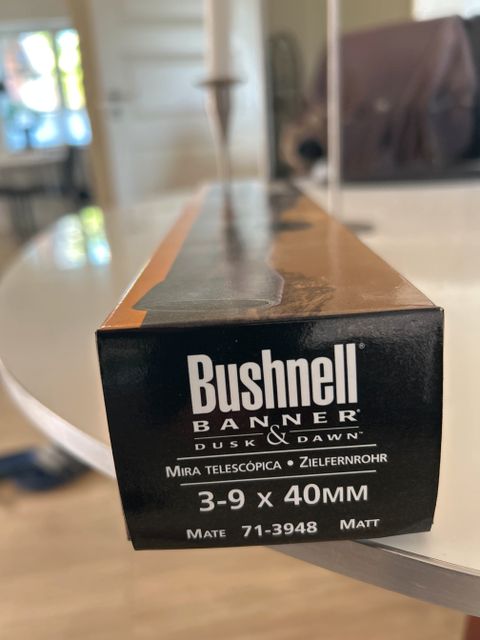 Bushnell®
BANNER®
DUSK & DAWN™
MIRA TELESCÓPICA • ZIELFERNROHR
3-9 x 40MM
MATE 71-3948 MATT